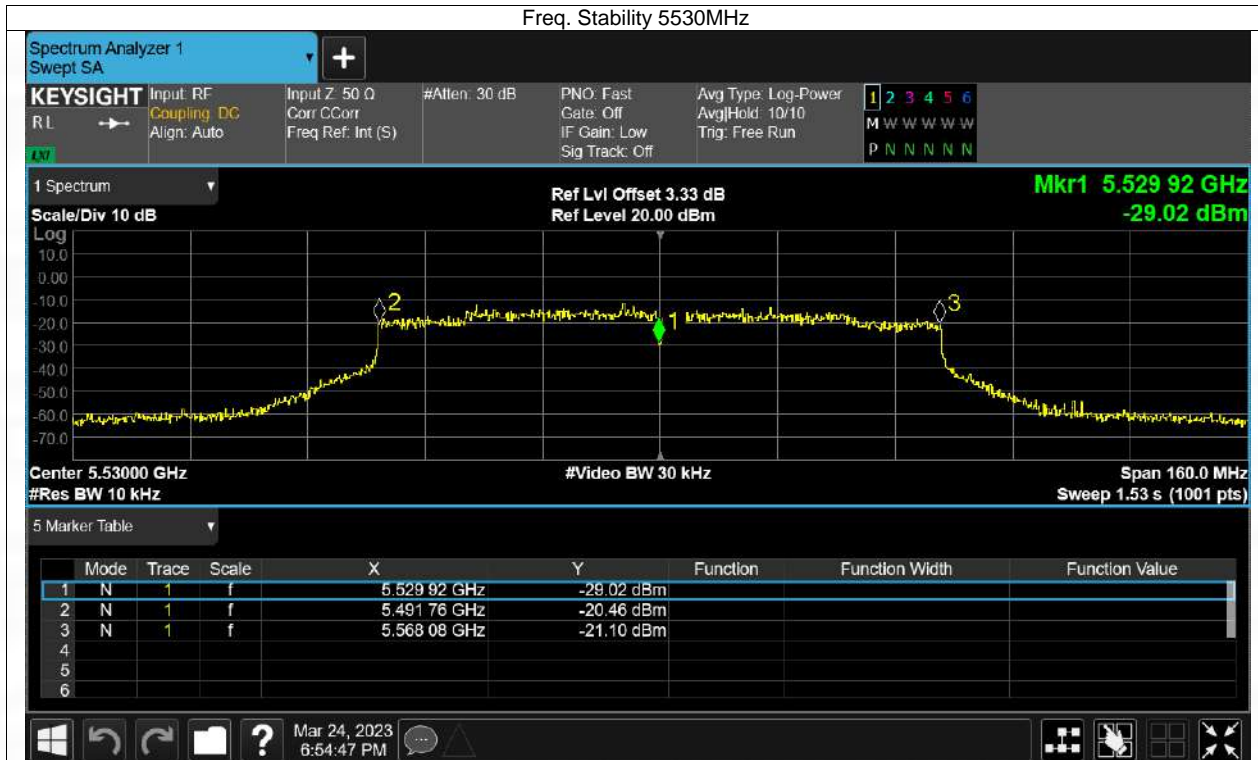 Freq. Stability 5530MHz
Spectrum Analyzer 1
Swept SA
KEYSIGHT
RL
LXI
Input: RF
Coupling: DC
Align: Auto
Input Z: 50 Ω
Corr CCorr
Freq Ref: Int (S)
#Atten: 30 dB
PNO: Fast
Gate: Off
IF Gain: Low
Sig Track: Off
Avg Type: Log-Power
Avg|Hold: 10/10
Trig: Free Run
1 2 3 4 5 6
M W W W W W
P N N N N N
1 Spectrum
Scale/Div 10 dB
Ref Lvl Offset 3.33 dB
Ref Level 20.00 dBm
Mkr1 5.529 92 GHz
-29.02 dBm
Log
10.0
0.00
-10.0
-20.0
-30.0
-40.0
-50.0
-60.0
-70.0
2
1
3
Center 5.53000 GHz
#Res BW 10 kHz
#Video BW 30 kHz
Span 160.0 MHz
Sweep 1.53 s (1001 pts)
5 Marker Table
Mode Trace Scale X Y Function Function Width Function Value
1 N 1 f 5.529 92 GHz -29.02 dBm
2 N 1 f 5.491 76 GHz -20.46 dBm
3 N 1 f 5.568 08 GHz -21.10 dBm
4
5
6
?
Mar 24, 2023
6:54:47 PM